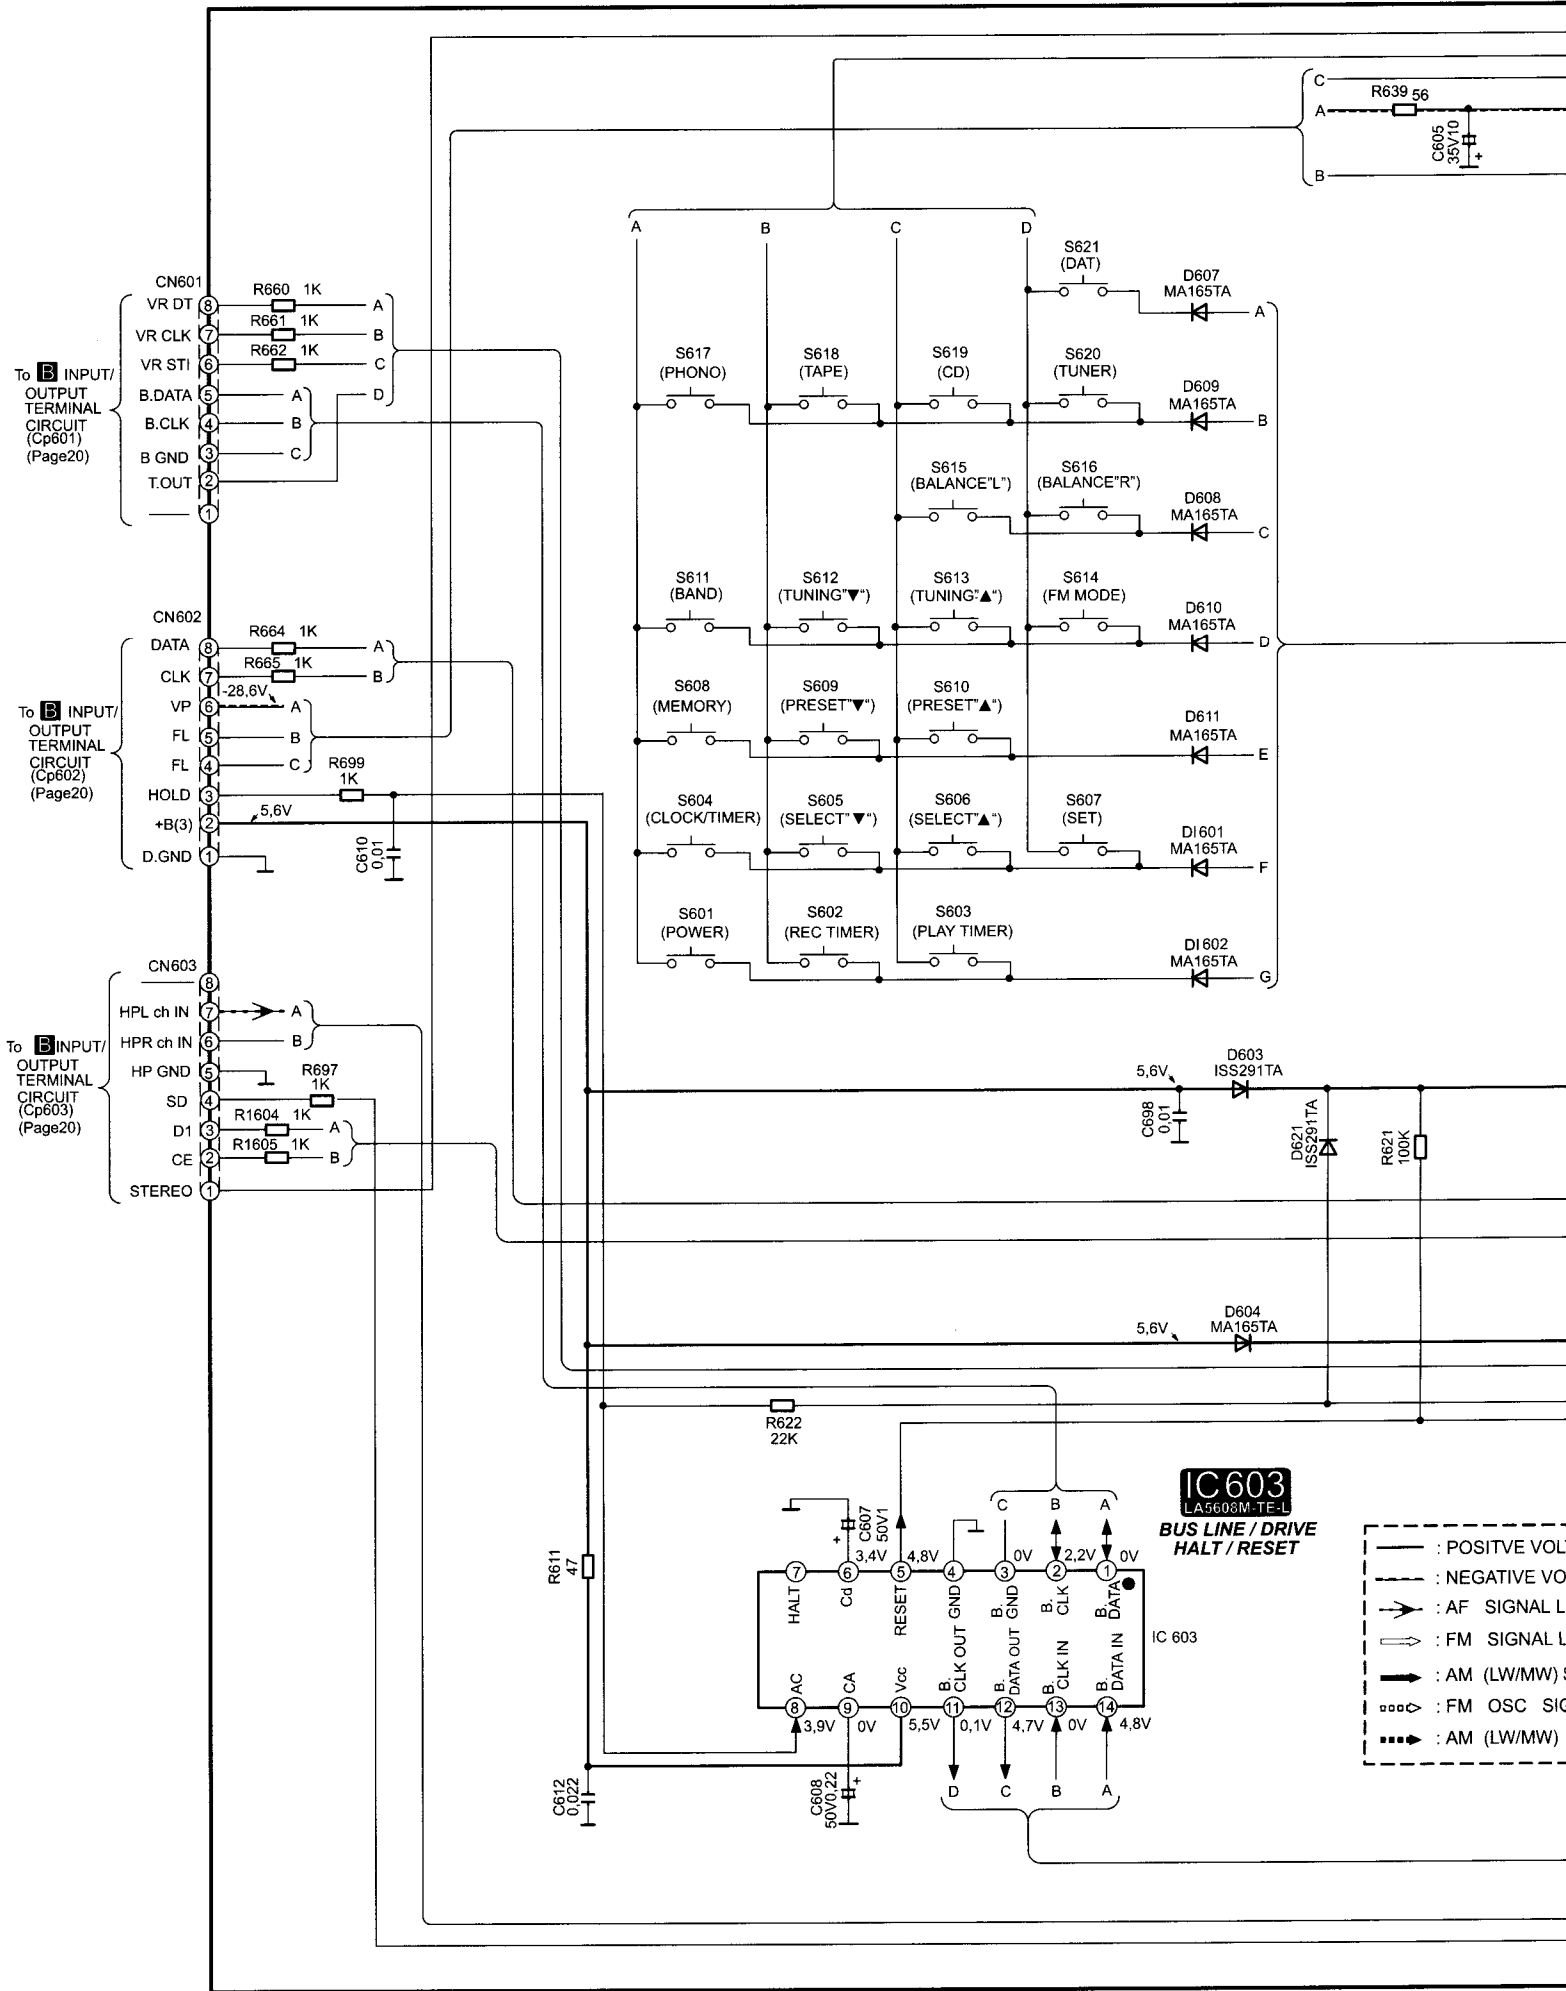 C
R639 56
A
C605
35V10
+
B
A
B
C
D
S621
(DAT)
D607
MA165TA
A
CN601
VR DT 8 R660 1K A
VR CLK 7 R661 1K B
VR STI 6 R662 1K C
B.DATA 5 A D
B.CLK 4 B
B GND 3 C
T.OUT 2
1
To B INPUT/
OUTPUT
TERMINAL
CIRCUIT
(Cp601)
(Page20)
S617
(PHONO)
S618
(TAPE)
S619
(CD)
S620
(TUNER)
D609
MA165TA
B
S615
(BALANCE"L")
S616
(BALANCE"R")
D608
MA165TA
C
S611
(BAND)
S612
(TUNING"▼")
S613
(TUNING"▲")
S614
(FM MODE)
D610
MA165TA
D
S608
(MEMORY)
S609
(PRESET"▼")
S610
(PRESET"▲")
D611
MA165TA
E
S604
(CLOCK/TIMER)
S605
(SELECT"▼")
S606
(SELECT"▲")
S607
(SET)
DI601
MA165TA
F
S601
(POWER)
S602
(REC TIMER)
S603
(PLAY TIMER)
DI602
MA165TA
G
CN602
DATA 8 R664 1K A
CLK 7 R665 1K B
VP 6 -28,6V A
FL 5 B
FL 4 C
HOLD 3 R699
1K
+B(3) 2 5,6V
D.GND 1
C610
0,01
To B INPUT/
OUTPUT
TERMINAL
CIRCUIT
(Cp602)
(Page20)
CN603
8
HPL ch IN 7 A
HPR ch IN 6 B
HP GND 5
SD 4 R697
1K
D1 3 R1604 1K A
CE 2 R1605 1K B
STEREO 1
To B INPUT/
OUTPUT
TERMINAL
CIRCUIT
(Cp603)
(Page20)
5,6V
D603
ISS291TA
C698
0,01
D621
ISS291TA
R621
100K
5,6V
D604
MA165TA
R622
22K
IC603
LA5608M-TE-L
BUS LINE / DRIVE
HALT / RESET
R611
47
C607
50V1
+
C B A
3,4V 4,8V 0V 2,2V 0V
7 6 5 4 3 2 1
HALT
Cd
RESET
GND
B.
GND
B.
CLK
B.
DATA
IC 603
AC
CA
Vcc
B.
CLK OUT
B.
DATA OUT
B.
CLK IN
B.
DATA IN
8 9 10 11 12 13 14
3,9V 0V 5,5V 0,1V 4,7V 0V 4,8V
C612
0,022
C608
50V0,22
+
D C B A
: POSITVE VOL
: NEGATIVE VO
: AF SIGNAL L
: FM SIGNAL L
: AM (LW/MW) S
: FM OSC SIG
: AM (LW/MW)